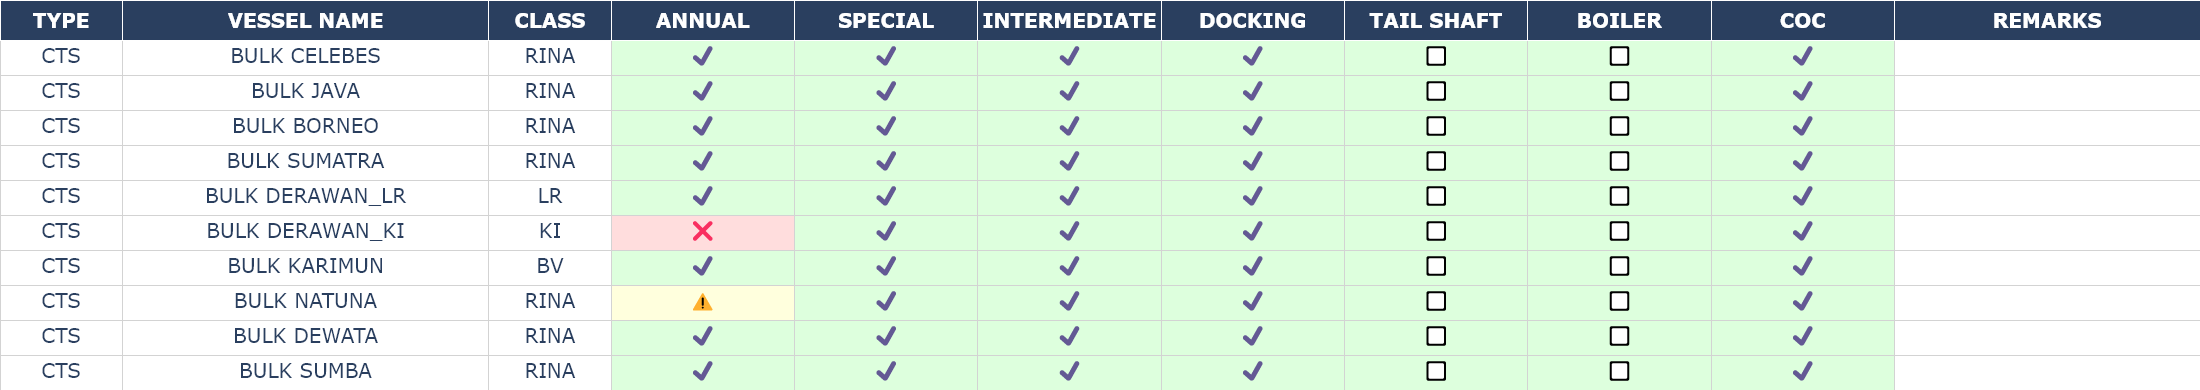 TYPE VESSEL NAME CLASS ANNUAL SPECIAL INTERMEDIATE DOCKING TAIL SHAFT BOILER COC REMARKS
CTS BULK CELEBES RINA ✔ ✔ ✔ ✔ ☐ ☐ ✔
CTS BULK JAVA RINA ✔ ✔ ✔ ✔ ☐ ☐ ✔
CTS BULK BORNEO RINA ✔ ✔ ✔ ✔ ☐ ☐ ✔
CTS BULK SUMATRA RINA ✔ ✔ ✔ ✔ ☐ ☐ ✔
CTS BULK DERAWAN_LR LR ✔ ✔ ✔ ✔ ☐ ☐ ✔
CTS BULK DERAWAN_KI KI ❌ ✔ ✔ ✔ ☐ ☐ ✔
CTS BULK KARIMUN BV ✔ ✔ ✔ ✔ ☐ ☐ ✔
CTS BULK NATUNA RINA ⚠ ✔ ✔ ✔ ☐ ☐ ✔
CTS BULK DEWATA RINA ✔ ✔ ✔ ✔ ☐ ☐ ✔
CTS BULK SUMBA RINA ✔ ✔ ✔ ✔ ☐ ☐ ✔